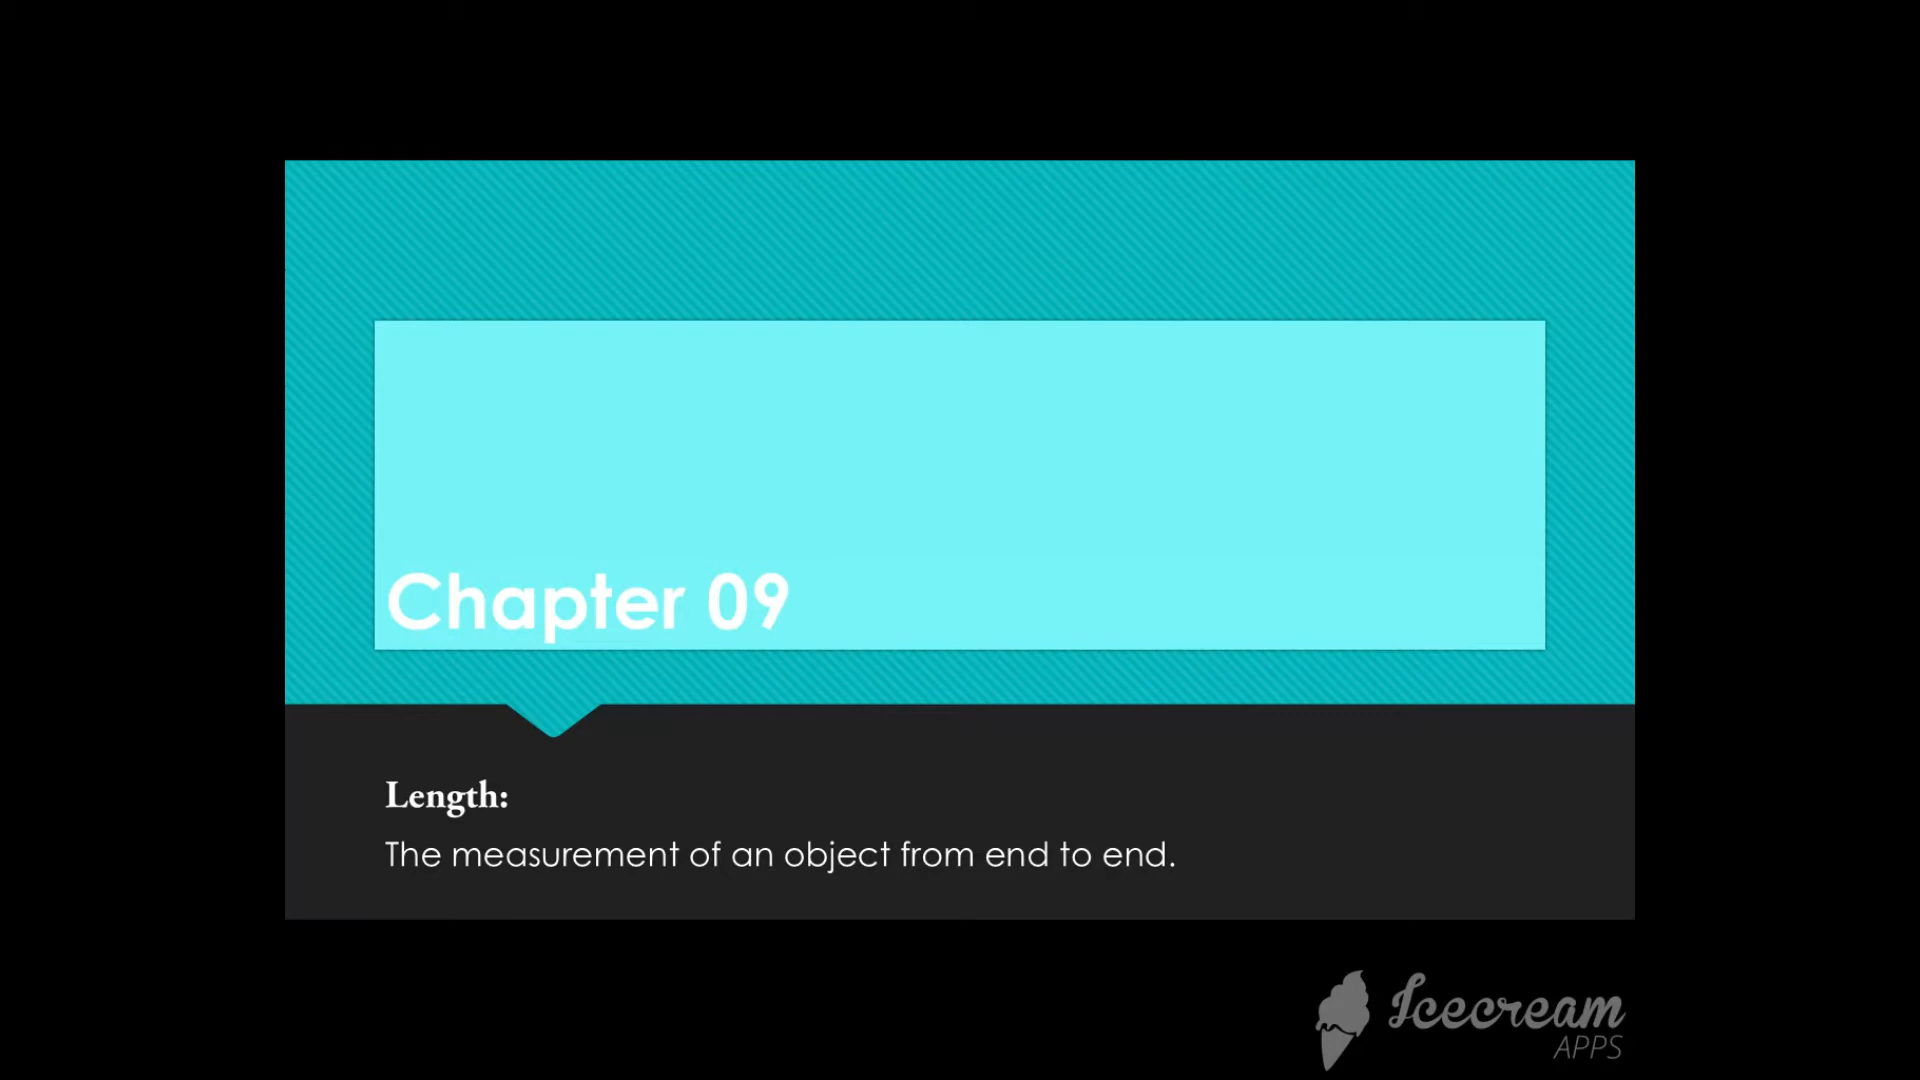 Chapter 09
Length:
The measurement of an object from end to end.
Icecream
APPS